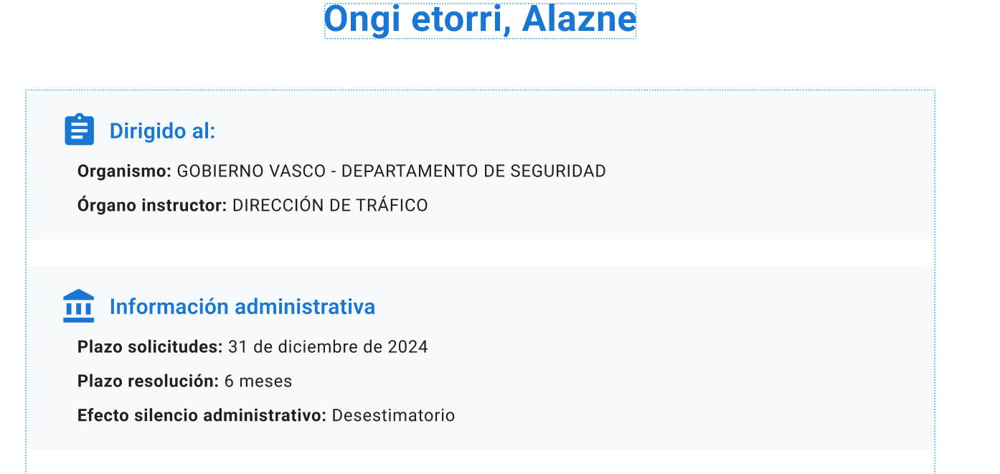 Ongi etorri, Alazne
Dirigido al:
Organismo: GOBIERNO VASCO - DEPARTAMENTO DE SEGURIDAD
Órgano instructor: DIRECCIÓN DE TRÁFICO
Información administrativa
Plazo solicitudes: 31 de diciembre de 2024
Plazo resolución: 6 meses
Efecto silencio administrativo: Desestimatorio